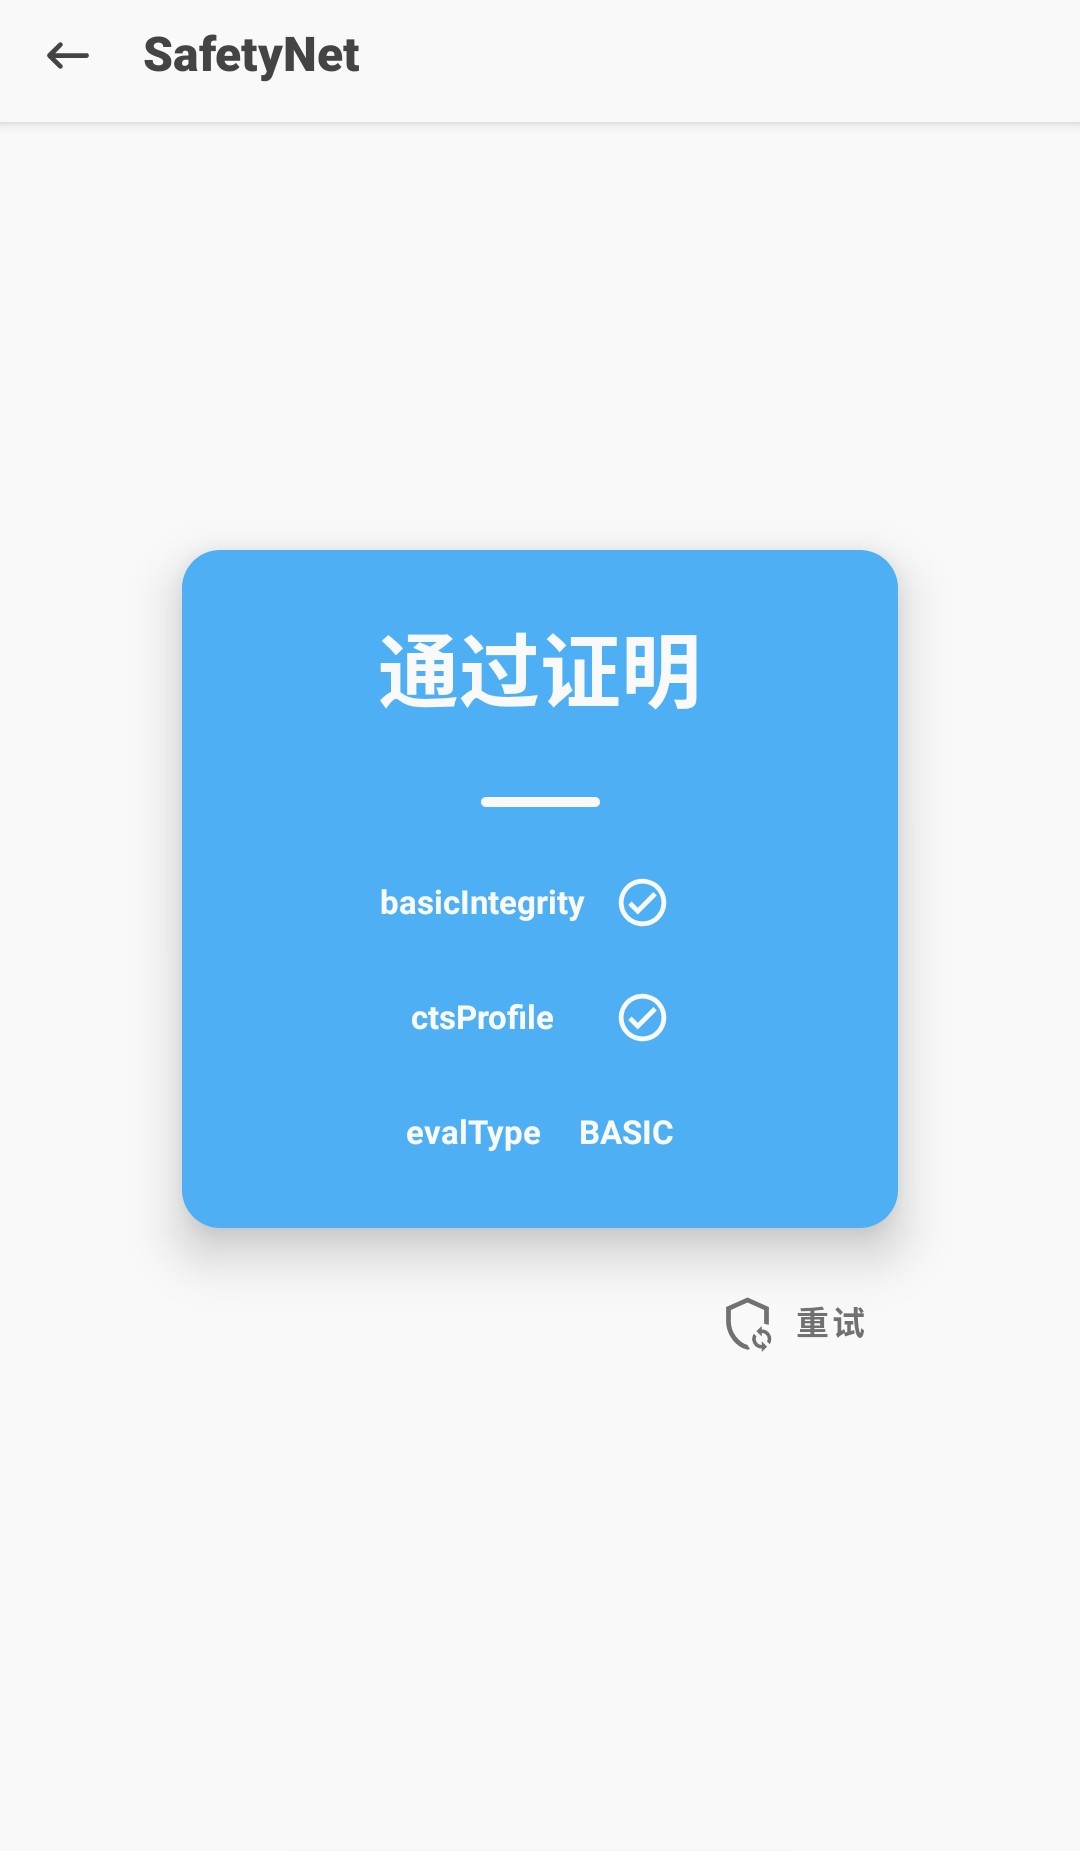 SafetyNet
通过证明
basicIntegrity
ctsProfile
evalType BASIC
重试